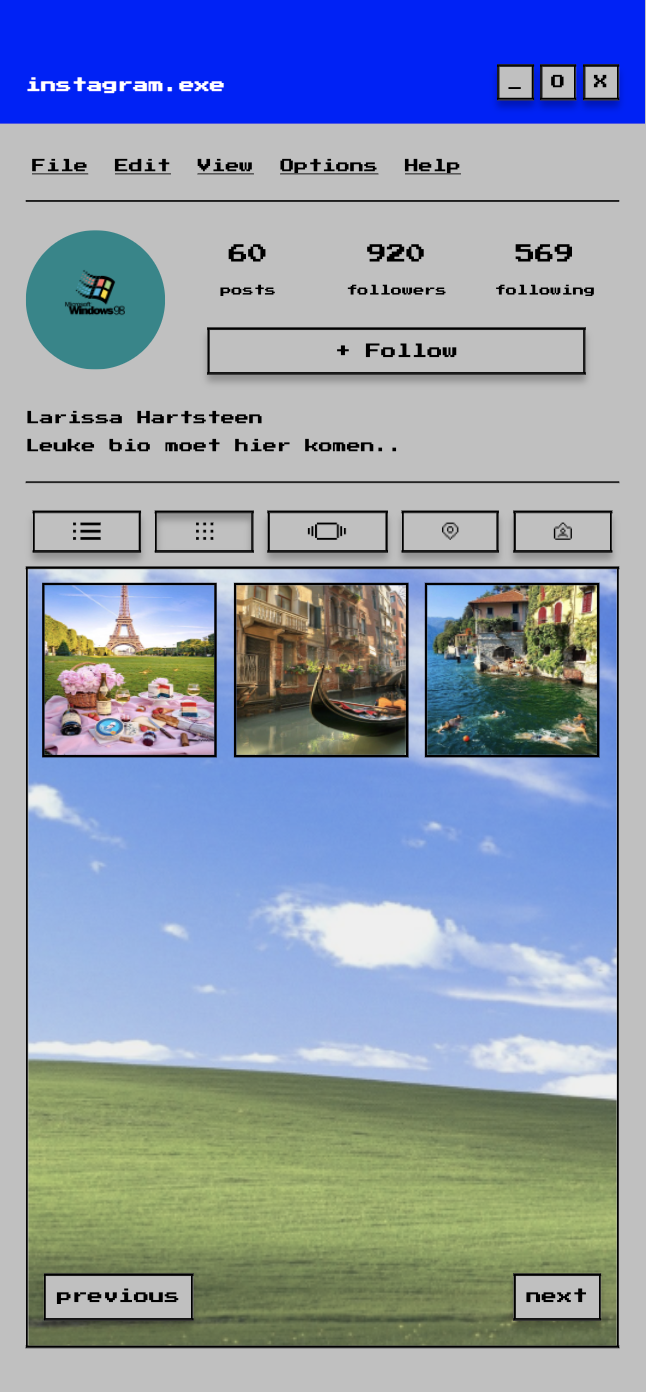 instagram.exe _ O X
File Edit View Options Help
60 920 569
posts followers following
Microsoft
Windows98
+ Follow
Larissa Hartsteen
Leuke bio moet hier komen..
previous next